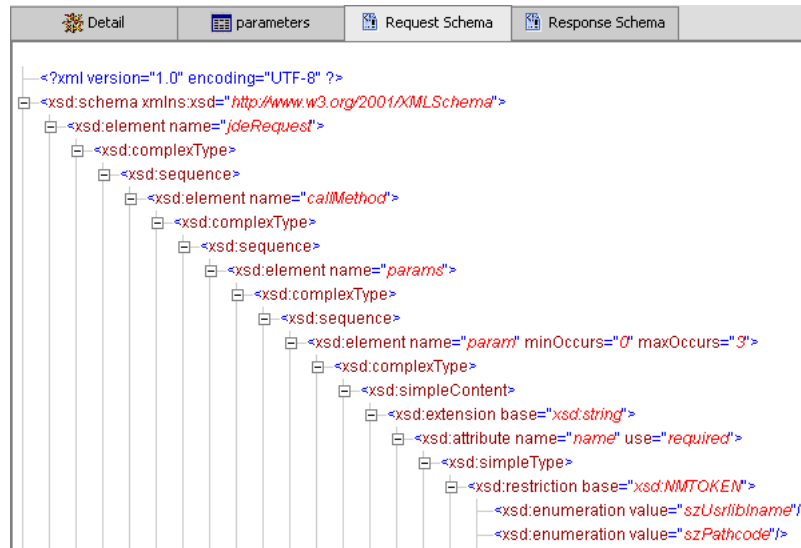 Detail parameters Request Schema Response Schema
<?xml version="1.0" encoding="UTF-8" ?>
<xsd:schema xmlns:xsd="http://www.w3.org/2001/XMLSchema">
<xsd:element name="jdeRequest">
<xsd:complexType>
<xsd:sequence>
<xsd:element name="callMethod">
<xsd:complexType>
<xsd:sequence>
<xsd:element name="params">
<xsd:complexType>
<xsd:sequence>
<xsd:element name="param" minOccurs="0" maxOccurs="3">
<xsd:complexType>
<xsd:simpleContent>
<xsd:extension base="xsd:string">
<xsd:attribute name="name" use="required">
<xsd:simpleType>
<xsd:restriction base="xsd:NMTOKEN">
<xsd:enumeration value="szUsrliblname"/
<xsd:enumeration value="szPathcode"/>